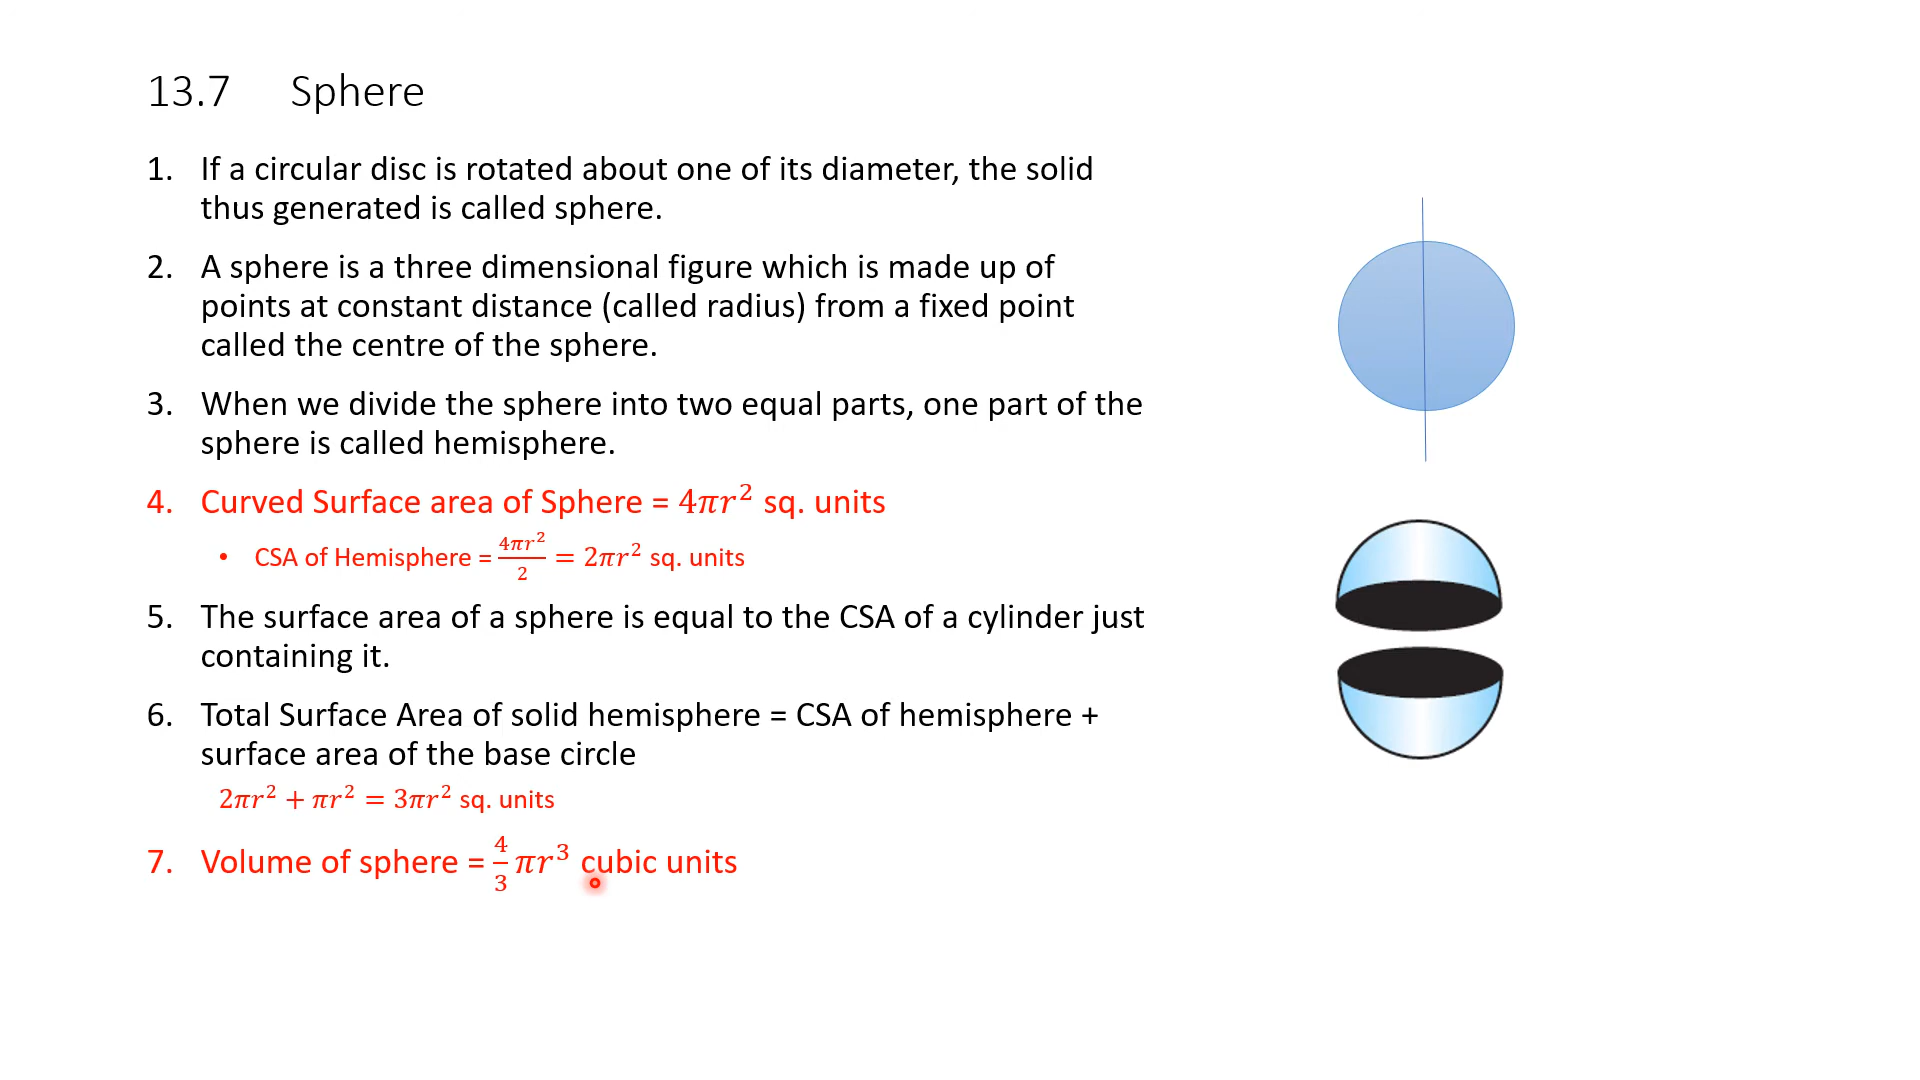 13.7 Sphere
1. If a circular disc is rotated about one of its diameter, the solid
thus generated is called sphere.
2. A sphere is a three dimensional figure which is made up of
points at constant distance (called radius) from a fixed point
called the centre of the sphere.
3. When we divide the sphere into two equal parts, one part of the
sphere is called hemisphere.
4. Curved Surface area of Sphere = 4πr² sq. units
• CSA of Hemisphere = 4πr²/2 = 2πr² sq. units
5. The surface area of a sphere is equal to the CSA of a cylinder just
containing it.
6. Total Surface Area of solid hemisphere = CSA of hemisphere +
surface area of the base circle
2πr² + πr² = 3πr² sq. units
7. Volume of sphere = 4/3 πr³ cubic units